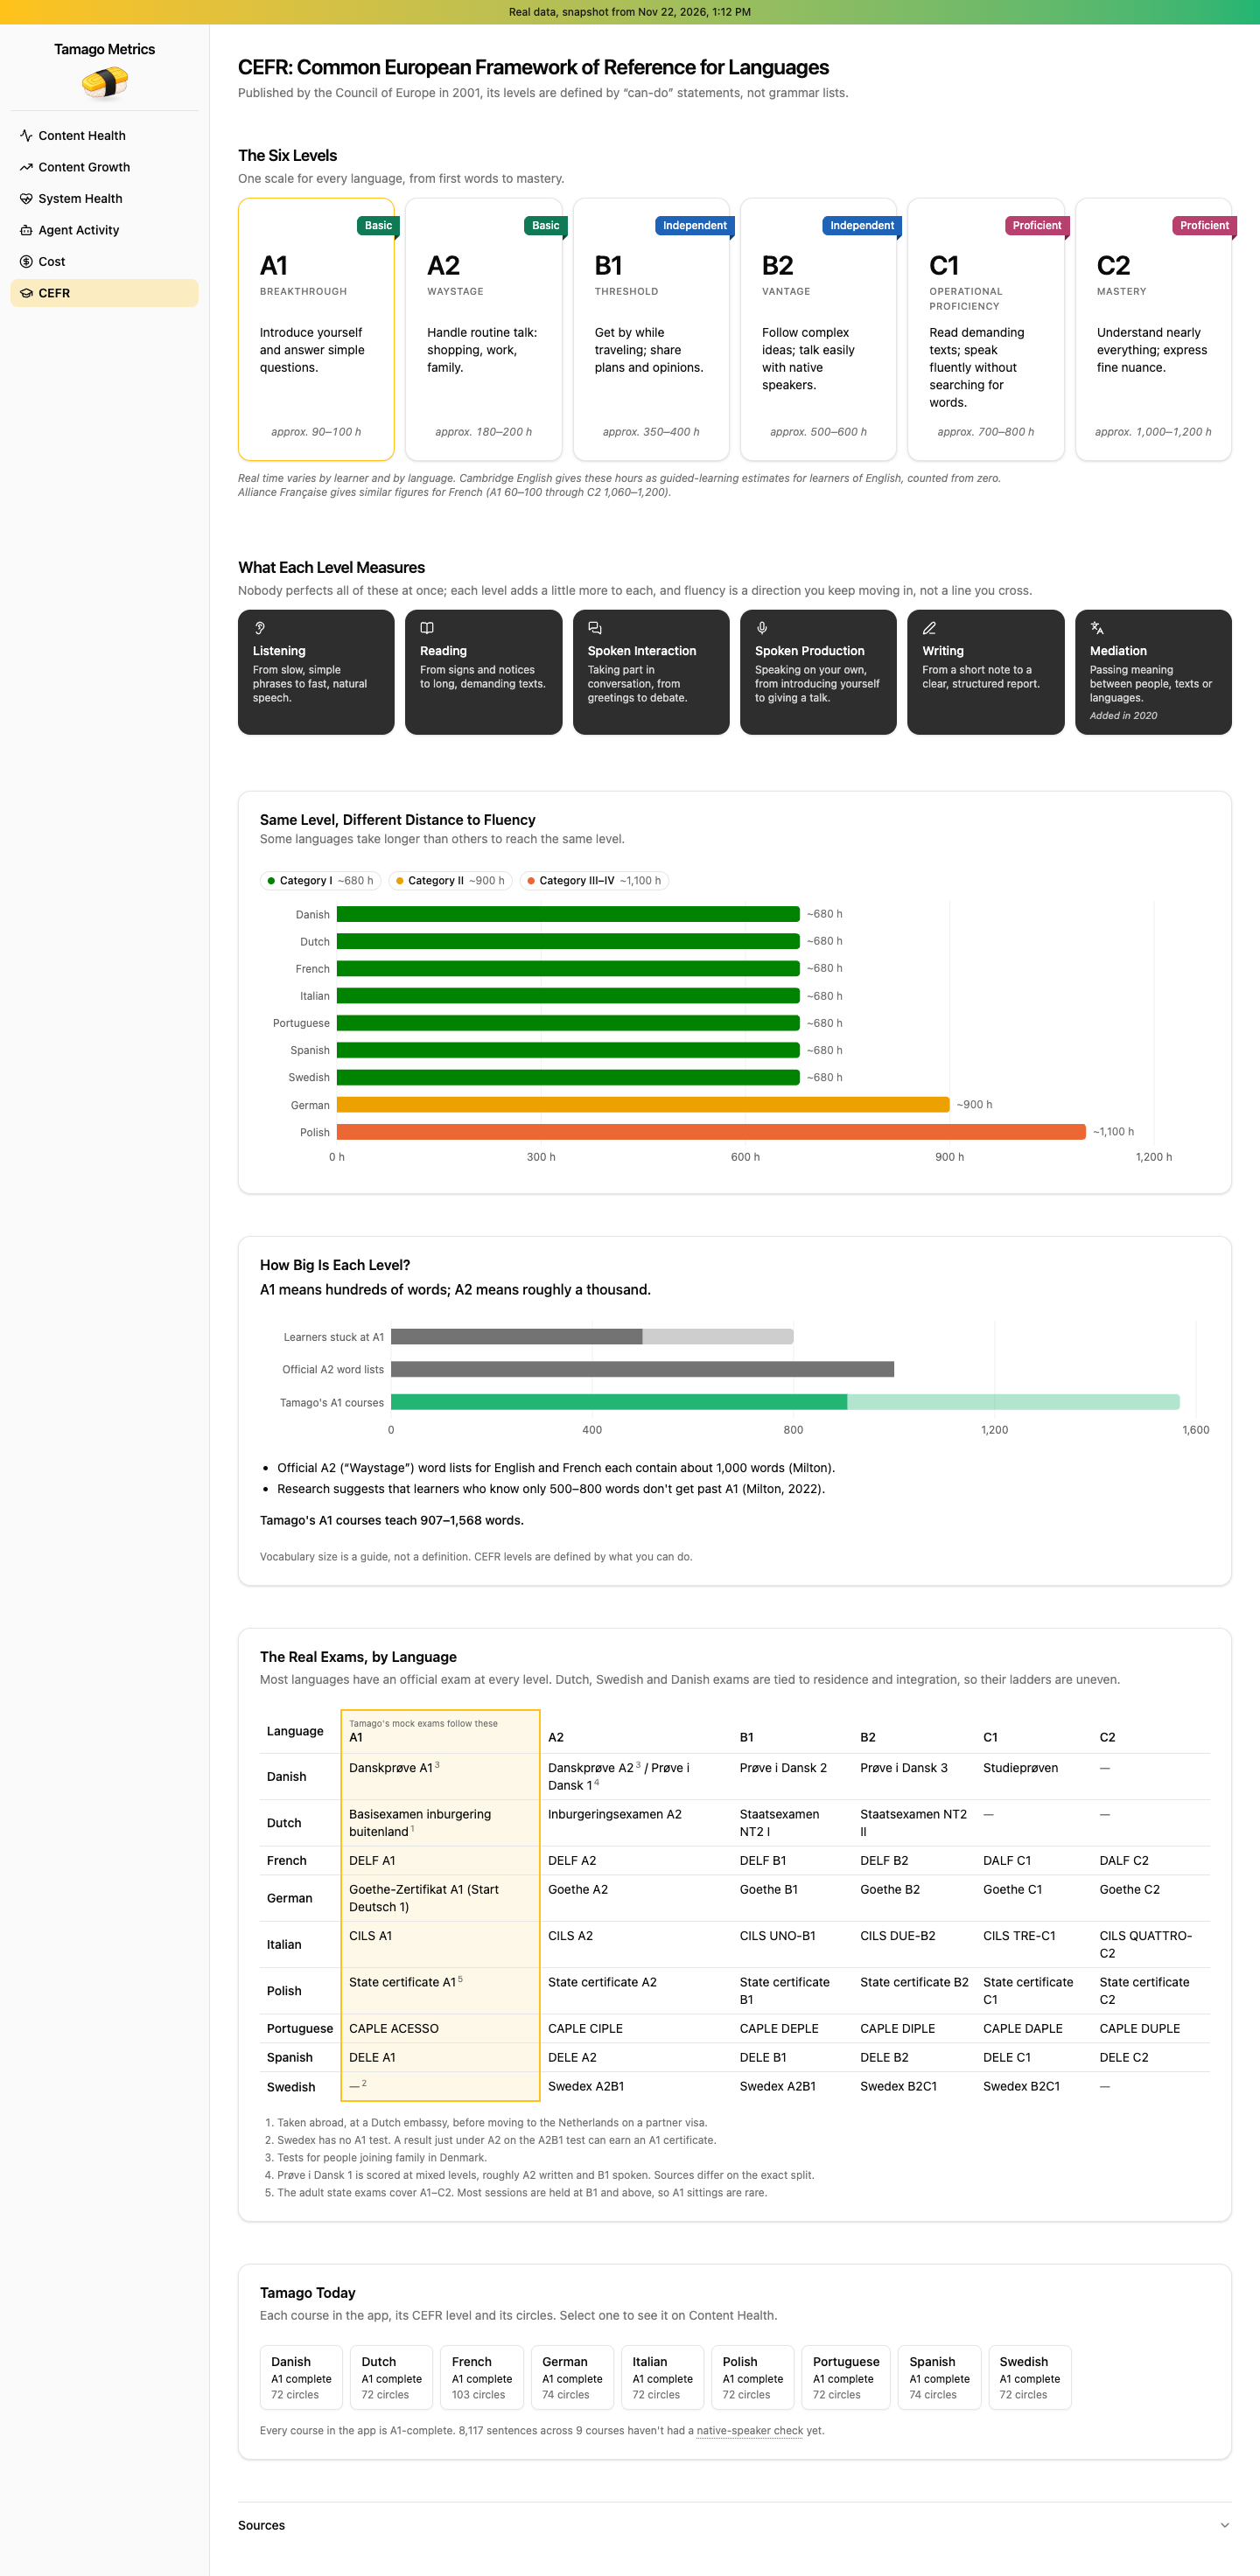 Real data, snapshot from Nov 22, 2026, 1:12 PM
Tamago Metrics
Content Health
Content Growth
System Health
Agent Activity
Cost
CEFR
CEFR: Common European Framework of Reference for Languages
Published by the Council of Europe in 2001, its levels are defined by “can-do” statements, not grammar lists.
The Six Levels
One scale for every language, from first words to mastery.
Basic
A1
BREAKTHROUGH
Introduce yourself
and answer simple
questions.
approx. 90–100 h
Basic
A2
WAYSTAGE
Handle routine talk:
shopping, work,
family.
approx. 180–200 h
Independent
B1
THRESHOLD
Get by while
traveling; share
plans and opinions.
approx. 350–400 h
Independent
B2
VANTAGE
Follow complex
ideas; talk easily
with native
speakers.
approx. 500–600 h
Proficient
C1
OPERATIONAL
PROFICIENCY
Read demanding
texts; speak
fluently without
searching for
words.
approx. 700–800 h
Proficient
C2
MASTERY
Understand nearly
everything; express
fine nuance.
approx. 1,000–1,200 h
Real time varies by learner and by language. Cambridge English gives these hours as guided-learning estimates for learners of English, counted from zero.
Alliance Française gives similar figures for French (A1 60–100 through C2 1,060–1,200).
What Each Level Measures
Nobody perfects all of these at once; each level adds a little more to each, and fluency is a direction you keep moving in, not a line you cross.
Listening
From slow, simple
phrases to fast, natural
speech.
Reading
From signs and notices
to long, demanding texts.
Spoken Interaction
Taking part in
conversation, from
greetings to debate.
Spoken Production
Speaking on your own,
from introducing yourself
to giving a talk.
Writing
From a short note to a
clear, structured report.
Mediation
Passing meaning
between people, texts or
languages.
Added in 2020
Same Level, Different Distance to Fluency
Some languages take longer than others to reach the same level.
Category I ~680 h
Category II ~900 h
Category III–IV ~1,100 h
Danish ~680 h
Dutch ~680 h
French ~680 h
Italian ~680 h
Portuguese ~680 h
Spanish ~680 h
Swedish ~680 h
German ~900 h
Polish ~1,100 h
0 h 300 h 600 h 900 h 1,200 h
How Big Is Each Level?
A1 means hundreds of words; A2 means roughly a thousand.
Learners stuck at A1
Official A2 word lists
Tamago's A1 courses
0 400 800 1,200 1,600
• Official A2 (“Waystage”) word lists for English and French each contain about 1,000 words (Milton).
• Research suggests that learners who know only 500–800 words don't get past A1 (Milton, 2022).
Tamago's A1 courses teach 907–1,568 words.
Vocabulary size is a guide, not a definition. CEFR levels are defined by what you can do.
The Real Exams, by Language
Most languages have an official exam at every level. Dutch, Swedish and Danish exams are tied to residence and integration, so their ladders are uneven.
Tamago's mock exams follow these
Language A1 A2 B1 B2 C1 C2
Danish Danskprøve A1 3 Danskprøve A2 3 / Prøve i Dansk 1 4 Prøve i Dansk 2 Prøve i Dansk 3 Studieprøven —
Dutch Basisexamen inburgering buitenland 1 Inburgeringsexamen A2 Staatsexamen NT2 I Staatsexamen NT2 II — —
French DELF A1 DELF A2 DELF B1 DELF B2 DALF C1 DALF C2
German Goethe-Zertifikat A1 (Start Deutsch 1) Goethe A2 Goethe B1 Goethe B2 Goethe C1 Goethe C2
Italian CILS A1 CILS A2 CILS UNO-B1 CILS DUE-B2 CILS TRE-C1 CILS QUATTRO-C2
Polish State certificate A1 5 State certificate A2 State certificate B1 State certificate B2 State certificate C1 State certificate C2
Portuguese CAPLE ACESSO CAPLE CIPLE CAPLE DEPLE CAPLE DIPLE CAPLE DAPLE CAPLE DUPLE
Spanish DELE A1 DELE A2 DELE B1 DELE B2 DELE C1 DELE C2
Swedish — 2 Swedex A2B1 Swedex A2B1 Swedex B2C1 Swedex B2C1 —
1. Taken abroad, at a Dutch embassy, before moving to the Netherlands on a partner visa.
2. Swedex has no A1 test. A result just under A2 on the A2B1 test can earn an A1 certificate.
3. Tests for people joining family in Denmark.
4. Prøve i Dansk 1 is scored at mixed levels, roughly A2 written and B1 spoken. Sources differ on the exact split.
5. The adult state exams cover A1–C2. Most sessions are held at B1 and above, so A1 sittings are rare.
Tamago Today
Each course in the app, its CEFR level and its circles. Select one to see it on Content Health.
Danish
A1 complete
72 circles
Dutch
A1 complete
72 circles
French
A1 complete
103 circles
German
A1 complete
74 circles
Italian
A1 complete
72 circles
Polish
A1 complete
72 circles
Portuguese
A1 complete
72 circles
Spanish
A1 complete
74 circles
Swedish
A1 complete
72 circles
Every course in the app is A1-complete. 8,117 sentences across 9 courses haven't had a native-speaker check yet.
Sources